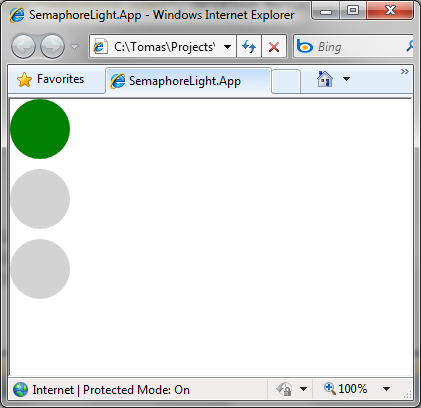 SemaphoreLight.App - Windows Internet Explorer
C:\Tomas\Projects\
Bing
Favorites
SemaphoreLight.App
Internet | Protected Mode: On
100%